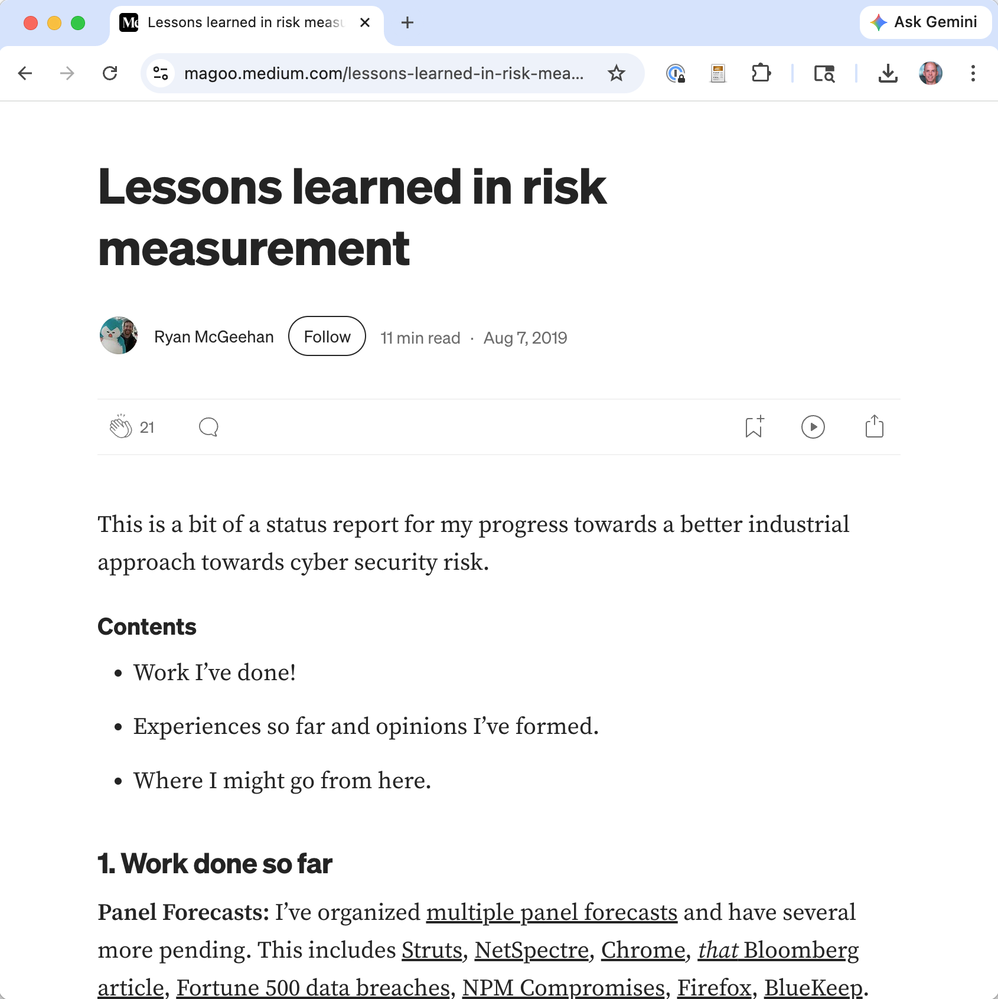 Me
Lessons learned in risk measu
Ask Gemini
magoo.medium.com/lessons-learned-in-risk-mea...
Lessons learned in risk
measurement
Ryan McGeehan
Follow
11 min read · Aug 7, 2019
21
This is a bit of a status report for my progress towards a better industrial
approach towards cyber security risk.
Contents
• Work I’ve done!
• Experiences so far and opinions I’ve formed.
• Where I might go from here.
1. Work done so far
Panel Forecasts: I’ve organized multiple panel forecasts and have several
more pending. This includes Struts, NetSpectre, Chrome, that Bloomberg
article, Fortune 500 data breaches, NPM Compromises, Firefox, BlueKeep.